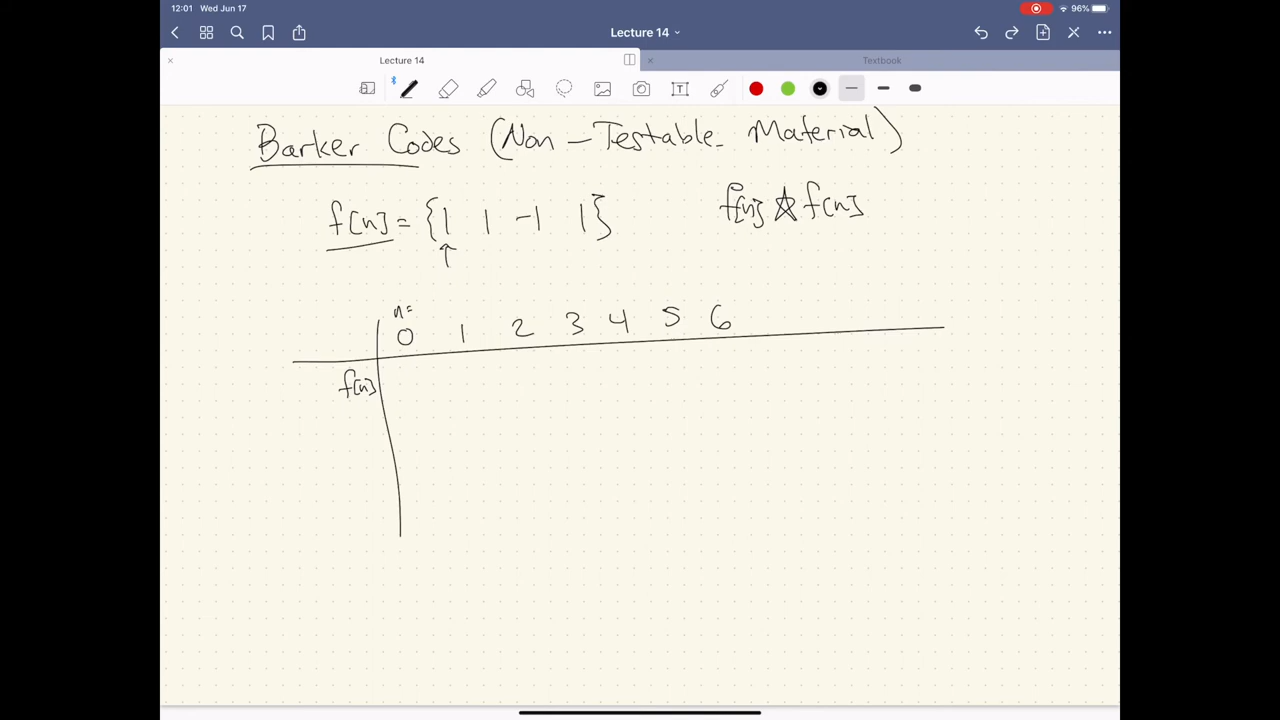 12:01 Wed Jun 17 96%
Lecture 14
Lecture 14 Textbook
Barker Codes (Non-Testable Material)
f[n] = {1 1 -1 1} f[n] ☆ f[n]
↑
n=
0 1 2 3 4 5 6
f[n]